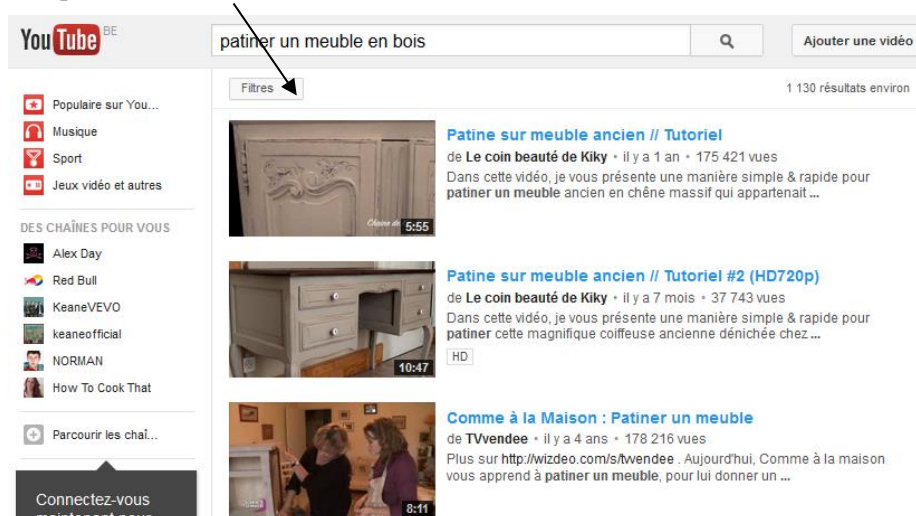 YouTube BE
patiner un meuble en bois
Ajouter une vidéo
Filtres
1 130 résultats environ
Populaire sur You...
Musique
Sport
Jeux vidéo et autres
DES CHAÎNES POUR VOUS
Alex Day
Red Bull
KeaneVEVO
keaneofficial
NORMAN
How To Cook That
Parcourir les chaî...
Connectez-vous
maintenant pour
Patine sur meuble ancien // Tutoriel
de Le coin beauté de Kiky • il y a 1 an • 175 421 vues
Dans cette vidéo, je vous présente une manière simple & rapide pour
patiner un meuble ancien en chêne massif qui appartenait ...
5:55
Patine sur meuble ancien // Tutoriel #2 (HD720p)
de Le coin beauté de Kiky • il y a 7 mois • 37 743 vues
Dans cette vidéo, je vous présente une manière simple & rapide pour
patiner cette magnifique coiffeuse ancienne dénichée chez ...
HD
10:47
Comme à la Maison : Patiner un meuble
de TVvendee • il y a 4 ans • 178 216 vues
Plus sur http://wizdeo.com/s/tvvendee . Aujourd'hui, Comme à la maison
vous apprend à patiner un meuble, pour lui donner un ...
8:11